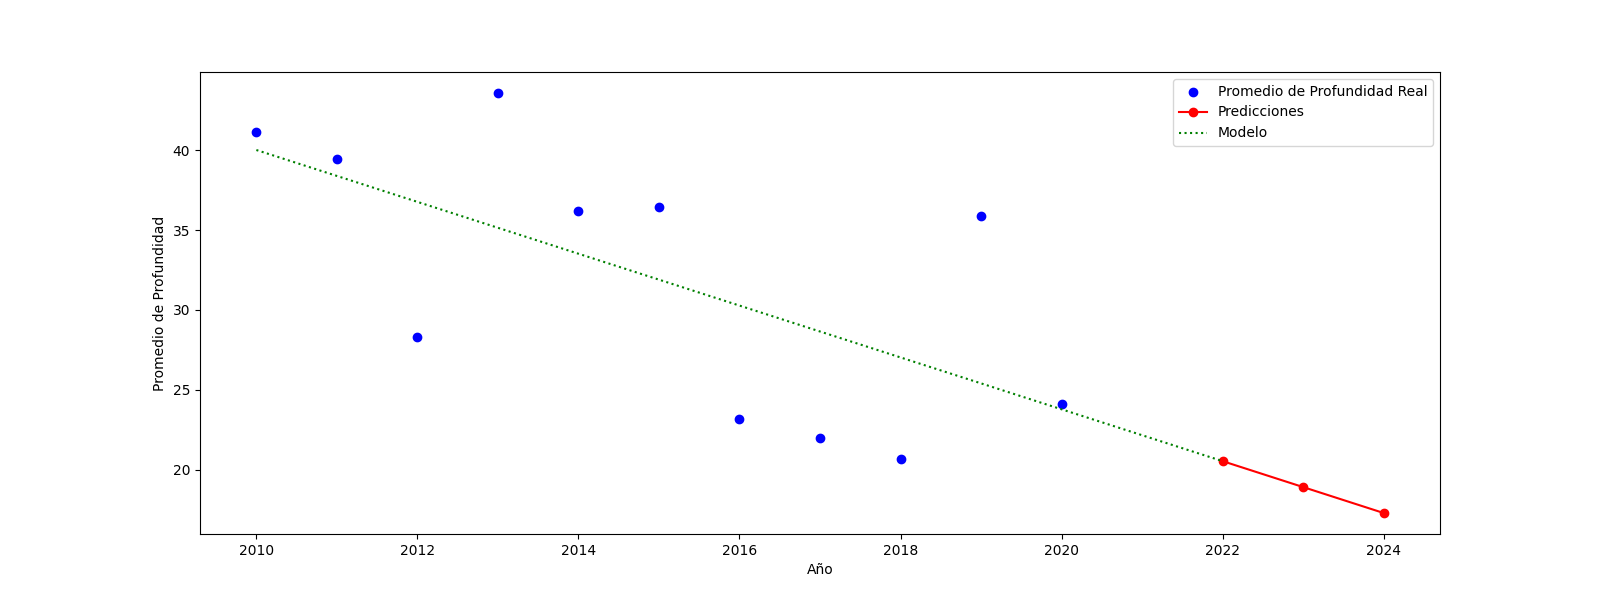 Promedio de Profundidad Real
Predicciones
Modelo
Promedio de Profundidad
40
35
30
25
20
2010
2012
2014
2016
2018
2020
2022
2024
Año